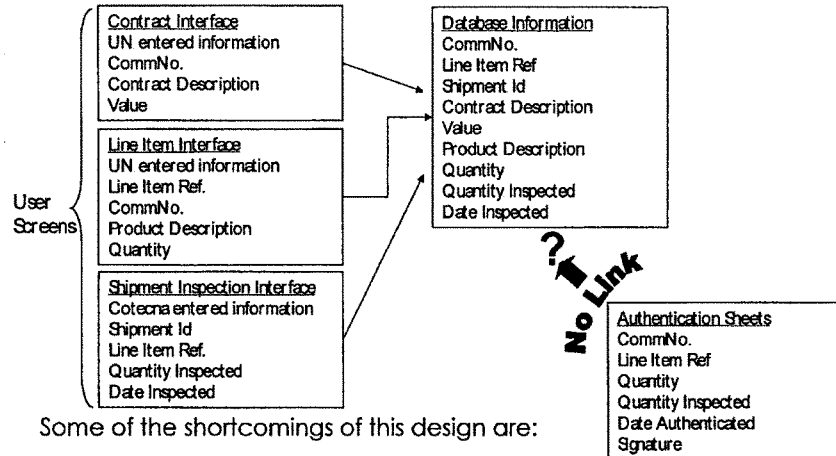 Contract Interface
UN entered information
CommNo.
Contract Description
Value
Line Item Interface
UN entered information
Line Item Ref.
CommNo.
Product Description
Quantity
User
Screens
Shipment Inspection Interface
Cotecna entered information
Shipment Id
Line Item Ref.
Quantity Inspected
Date Inspected
Database Information
CommNo.
Line Item Ref
Shipment Id
Contract Description
Value
Product Description
Quantity
Quantity Inspected
Date Inspected
?
No Link
Authentication Sheets
CommNo.
Line Item Ref
Quantity
Quantity Inspected
Date Authenticated
Signature
Some of the shortcomings of this design are: